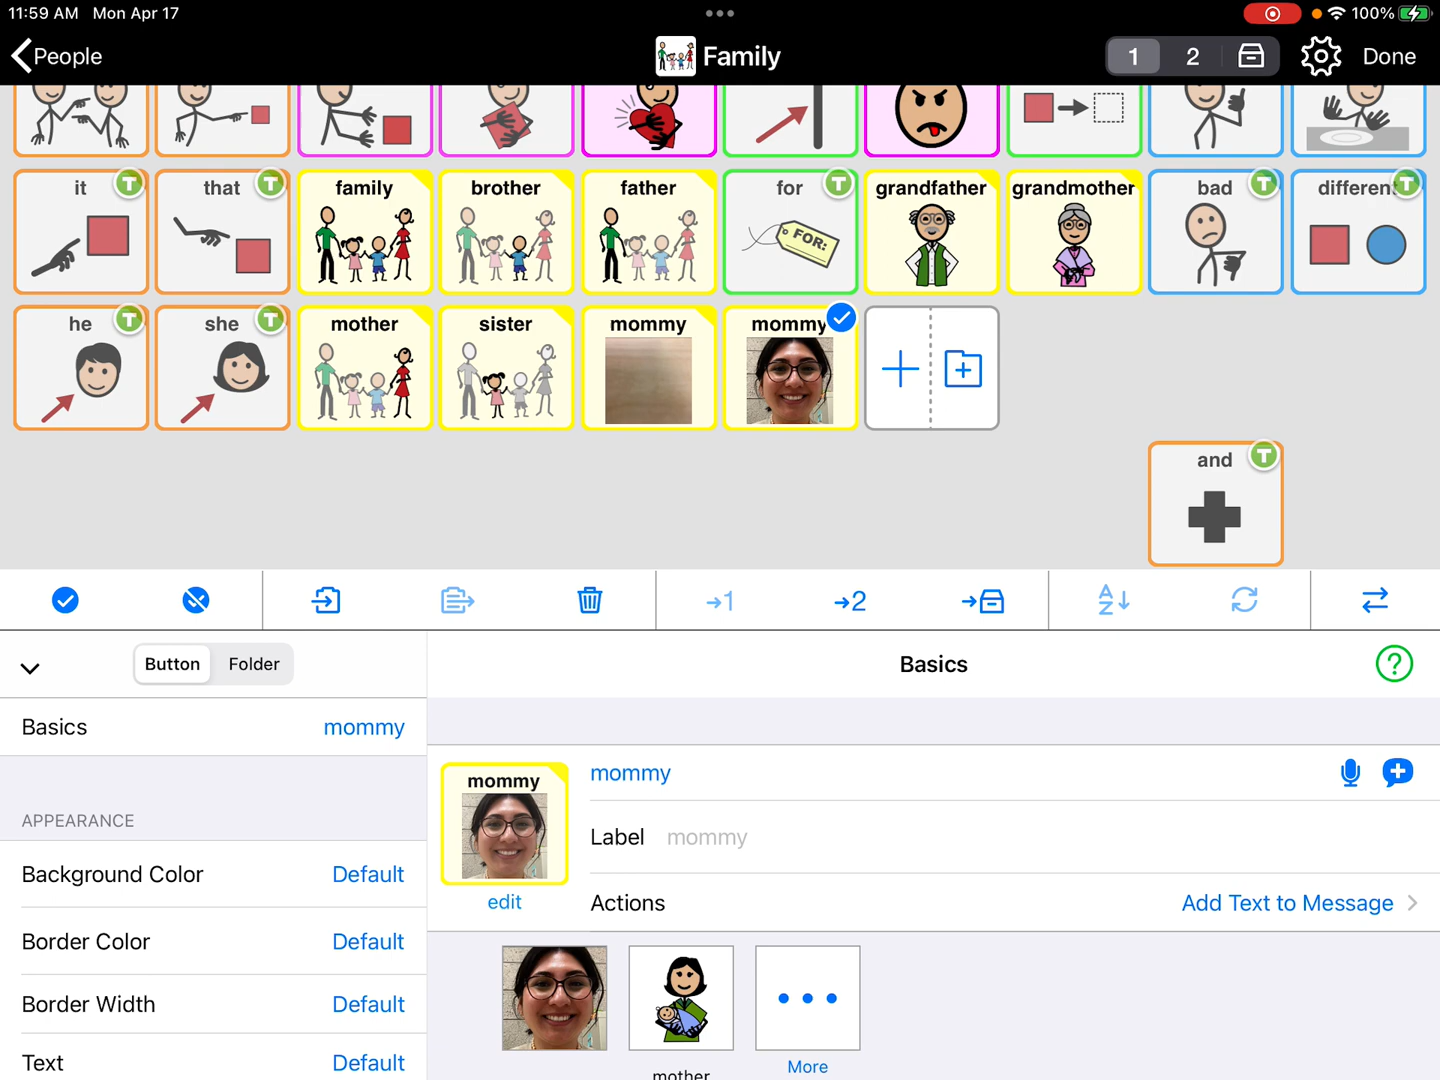 11:59 AM Mon Apr 17
100%
People
Family
1 2
Done
it
that
family
brother
father
for
FOR:
grandfather
grandmother
bad
different
he
she
mother
sister
mommy
mommy
and
→1
→2
A
Z
Button Folder
Basics
Basics mommy
mommy
mommy
Label mommy
edit
Actions Add Text to Message
APPEARANCE
Background Color Default
Border Color Default
Border Width Default
Text Default
mother
More